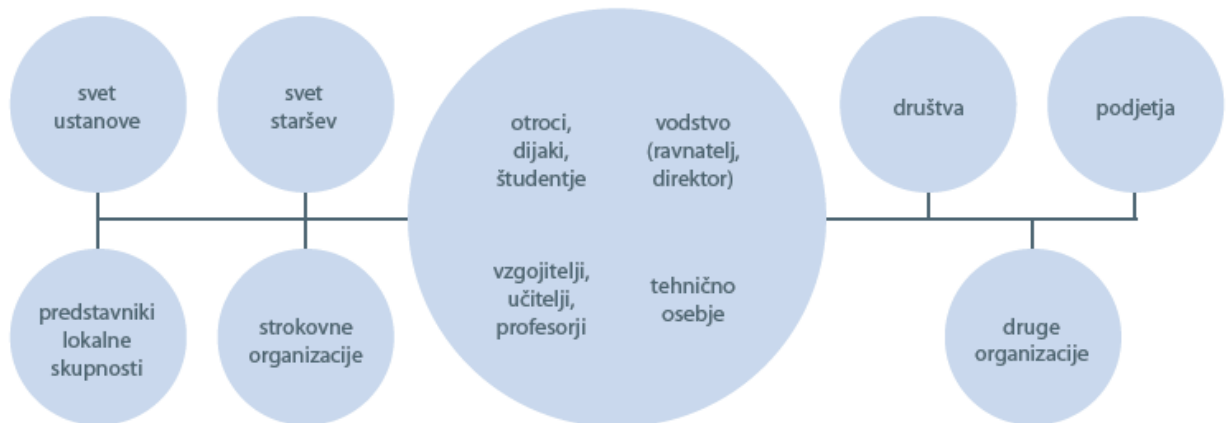 svet
ustanove
svet
staršev
otroci,
dijaki,
študentje
vodstvo
(ravnatelj,
direktor)
društva
podjetja
predstavniki
lokalne
skupnosti
strokovne
organizacije
vzgojitelji,
učitelji,
profesorji
tehnično
osebje
druge
organizacije